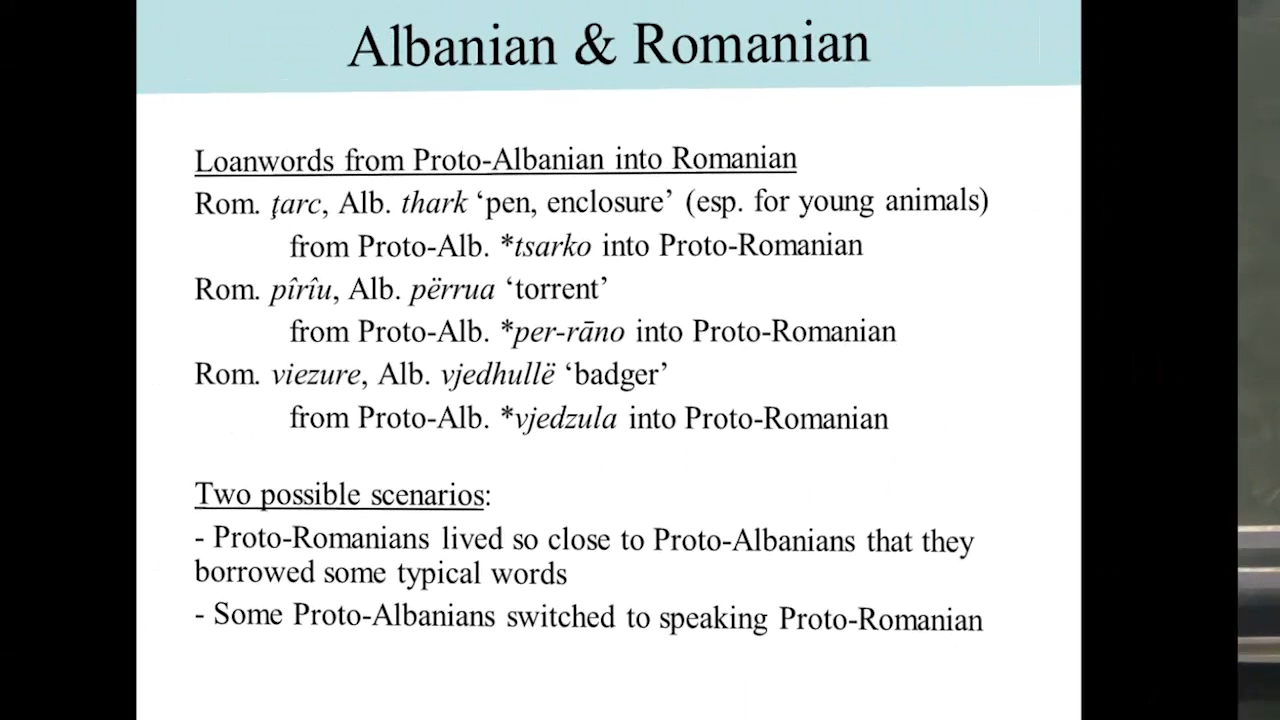 Albanian & Romanian
Loanwords from Proto-Albanian into Romanian
Rom. ţarc, Alb. thark ‘pen, enclosure’ (esp. for young animals)
from Proto-Alb. *tsarko into Proto-Romanian
Rom. pîrîu, Alb. përrua ‘torrent’
from Proto-Alb. *per-rāno into Proto-Romanian
Rom. viezure, Alb. vjedhullë ‘badger’
from Proto-Alb. *vjedzula into Proto-Romanian
Two possible scenarios:
- Proto-Romanians lived so close to Proto-Albanians that they
borrowed some typical words
- Some Proto-Albanians switched to speaking Proto-Romanian